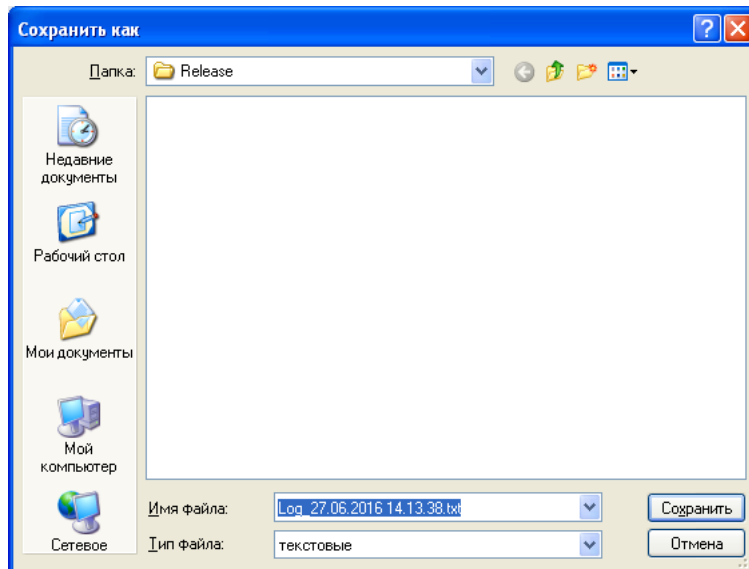 Сохранить как
Папка:
Release
Недавние
документы
Рабочий стол
Мои документы
Мой
компьютер
Сетевое
Имя файла:
Log_27.06.2016 14.13.38.txt
Сохранить
Тип файла:
текстовые
Отмена